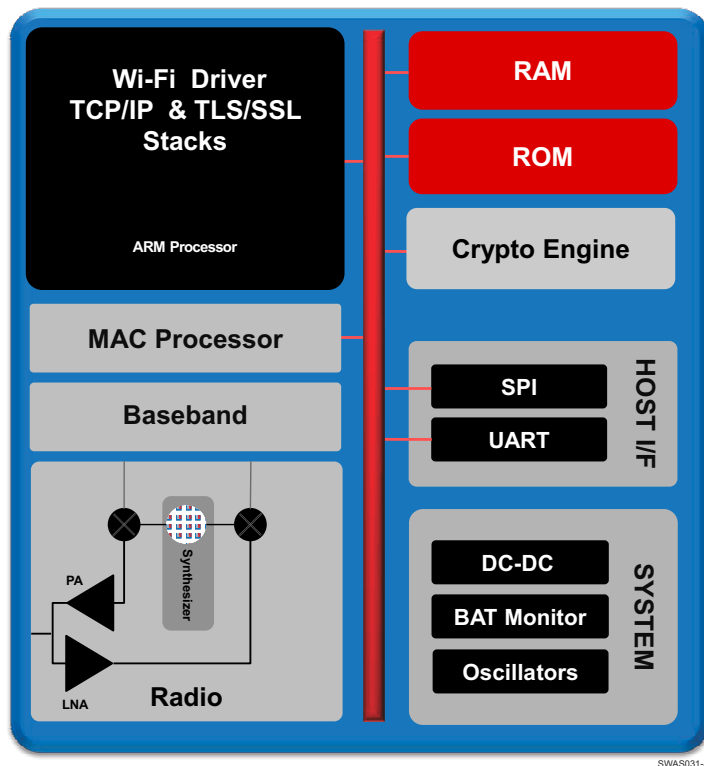 Wi-Fi Driver
TCP/IP & TLS/SSL
Stacks
ARM Processor
MAC Processor
Baseband
Synthesizer
PA
LNA
Radio
RAM
ROM
Crypto Engine
HOST I/F
SPI
UART
SYSTEM
DC-DC
BAT Monitor
Oscillators
SWAS031-